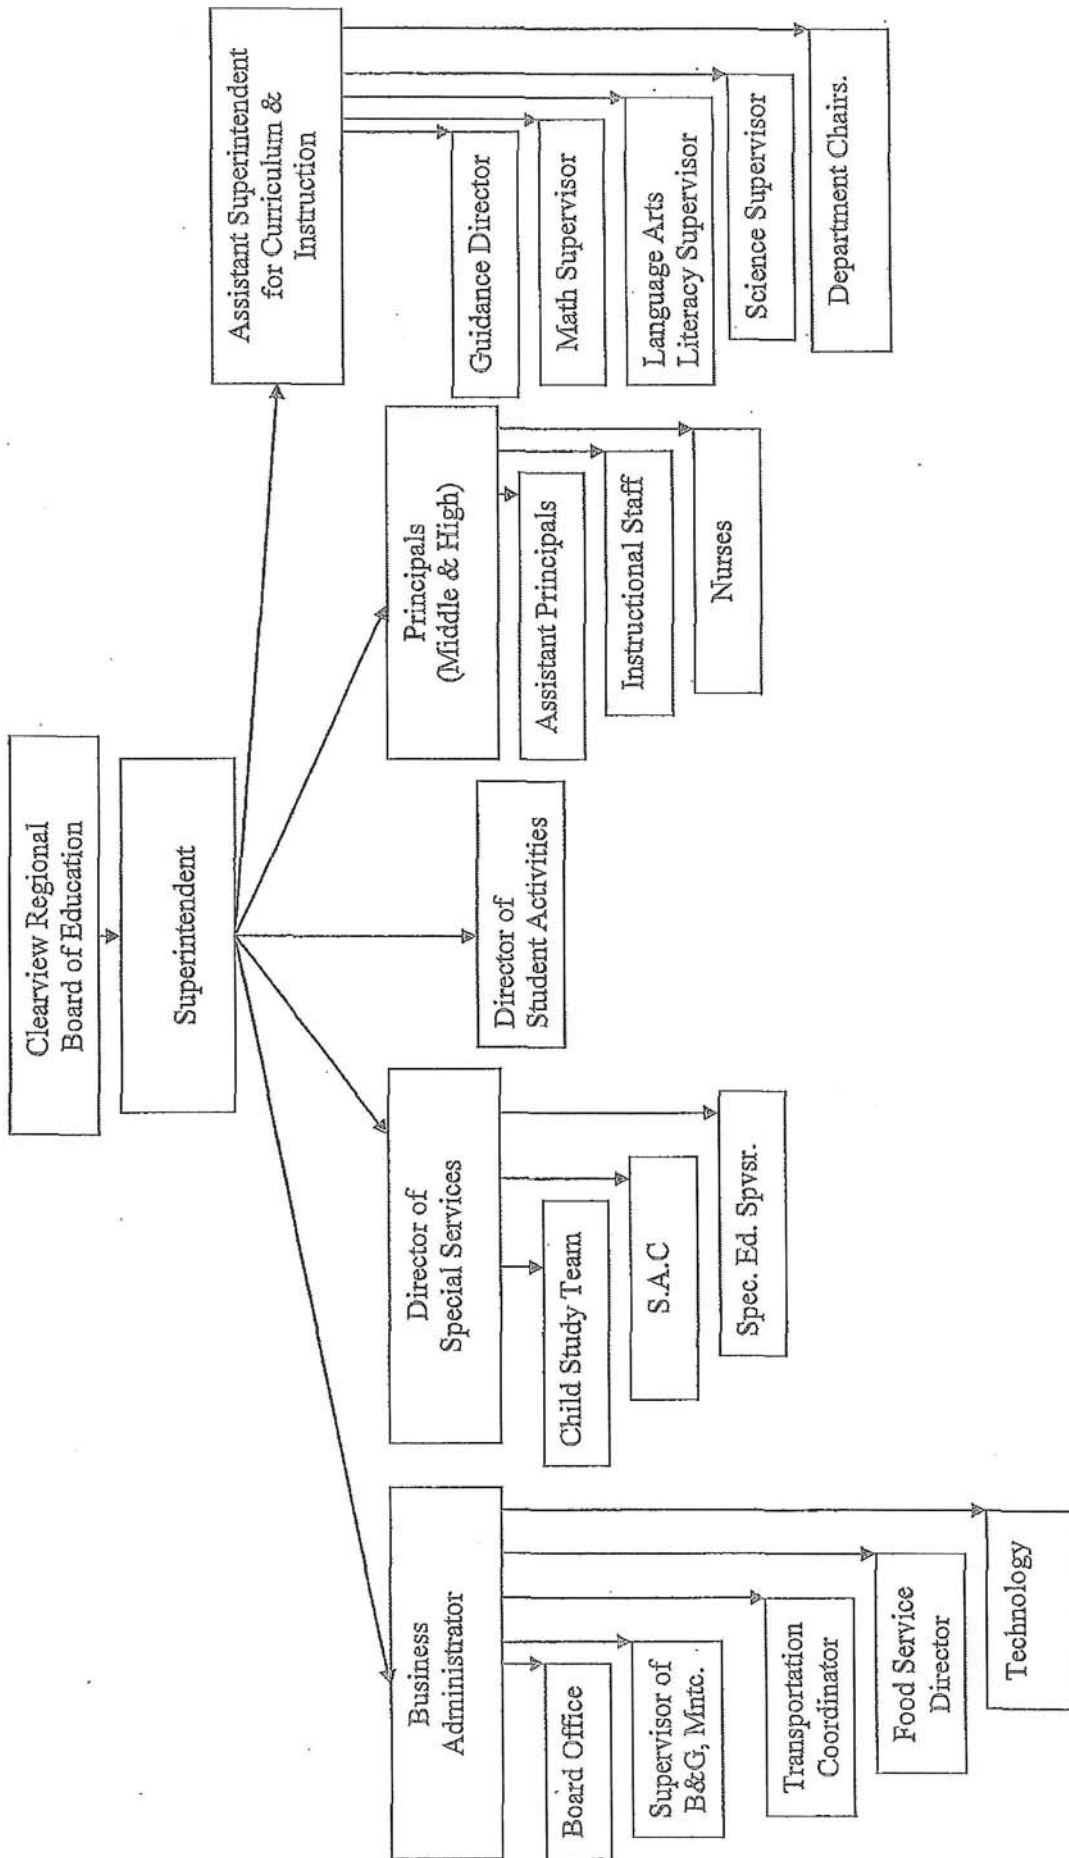 Clearview Regional
Board of Education
Superintendent
Business
Administrator
Board Office
Supervisor of
B&G, Mntc.
Transportation
Coordinator
Food Service
Director
Technology
Director of
Special Services
Child Study Team
S.A.C
Spec. Ed. Spvsr.
Director of
Student Activities
Principals
(Middle & High)
Assistant Principals
Instructional Staff
Nurses
Assistant Superintendent
for Curriculum &
Instruction
Guidance Director
Math Supervisor
Language Arts
Literacy Supervisor
Science Supervisor
Department Chairs.